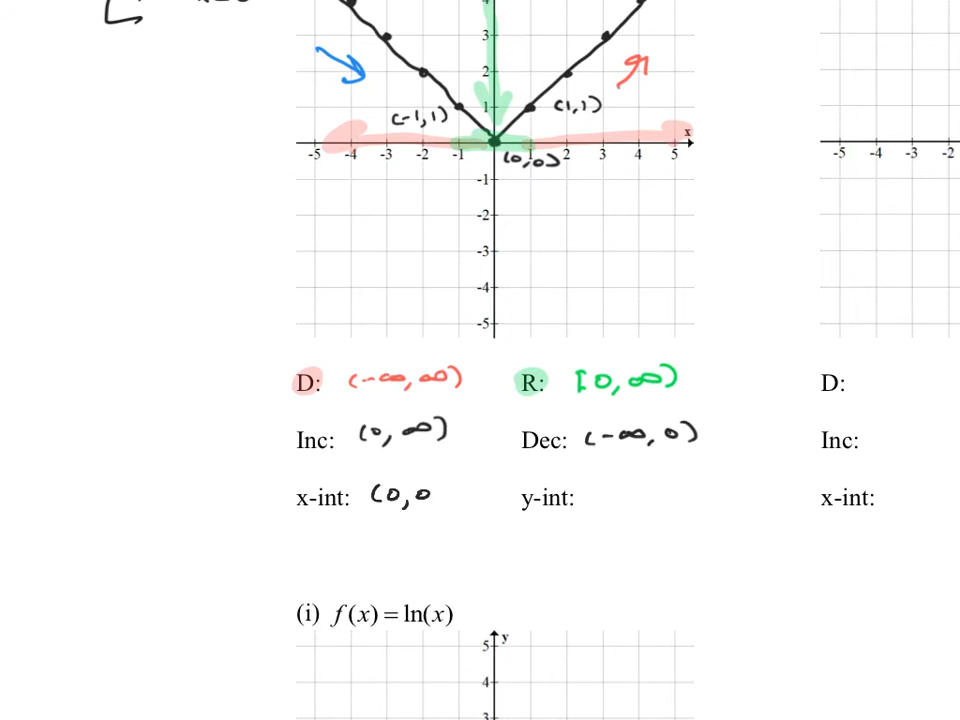 4
3
2
1
(-1,1) (1,1)
x
-5 -4 -3 -2 -1 1 2 3 4 5
(0,0)
-1
-2
-3
-4
-5
-5 -4 -3 -2
D: (-∞,∞) R: [0,∞) D:
Inc: (0,∞) Dec: (-∞,0) Inc:
x-int: (0,0 y-int: x-int:
(i) f(x)=ln(x)
5 y
4
3